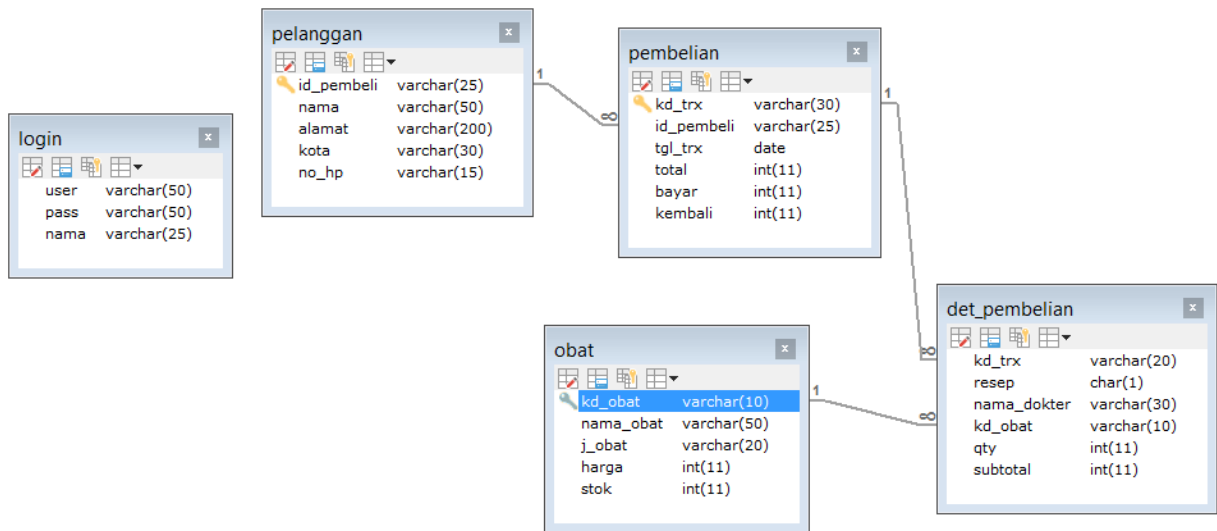 login
user varchar(50)
pass varchar(50)
nama varchar(25)
pelanggan
id_pembeli varchar(25)
nama varchar(50)
alamat varchar(200)
kota varchar(30)
no_hp varchar(15)
1
∞
pembelian
kd_trx varchar(30)
id_pembeli varchar(25)
tgl_trx date
total int(11)
bayar int(11)
kembali int(11)
1
∞
obat
kd_obat varchar(10)
nama_obat varchar(50)
j_obat varchar(20)
harga int(11)
stok int(11)
1
∞
det_pembelian
kd_trx varchar(20)
resep char(1)
nama_dokter varchar(30)
kd_obat varchar(10)
qty int(11)
subtotal int(11)